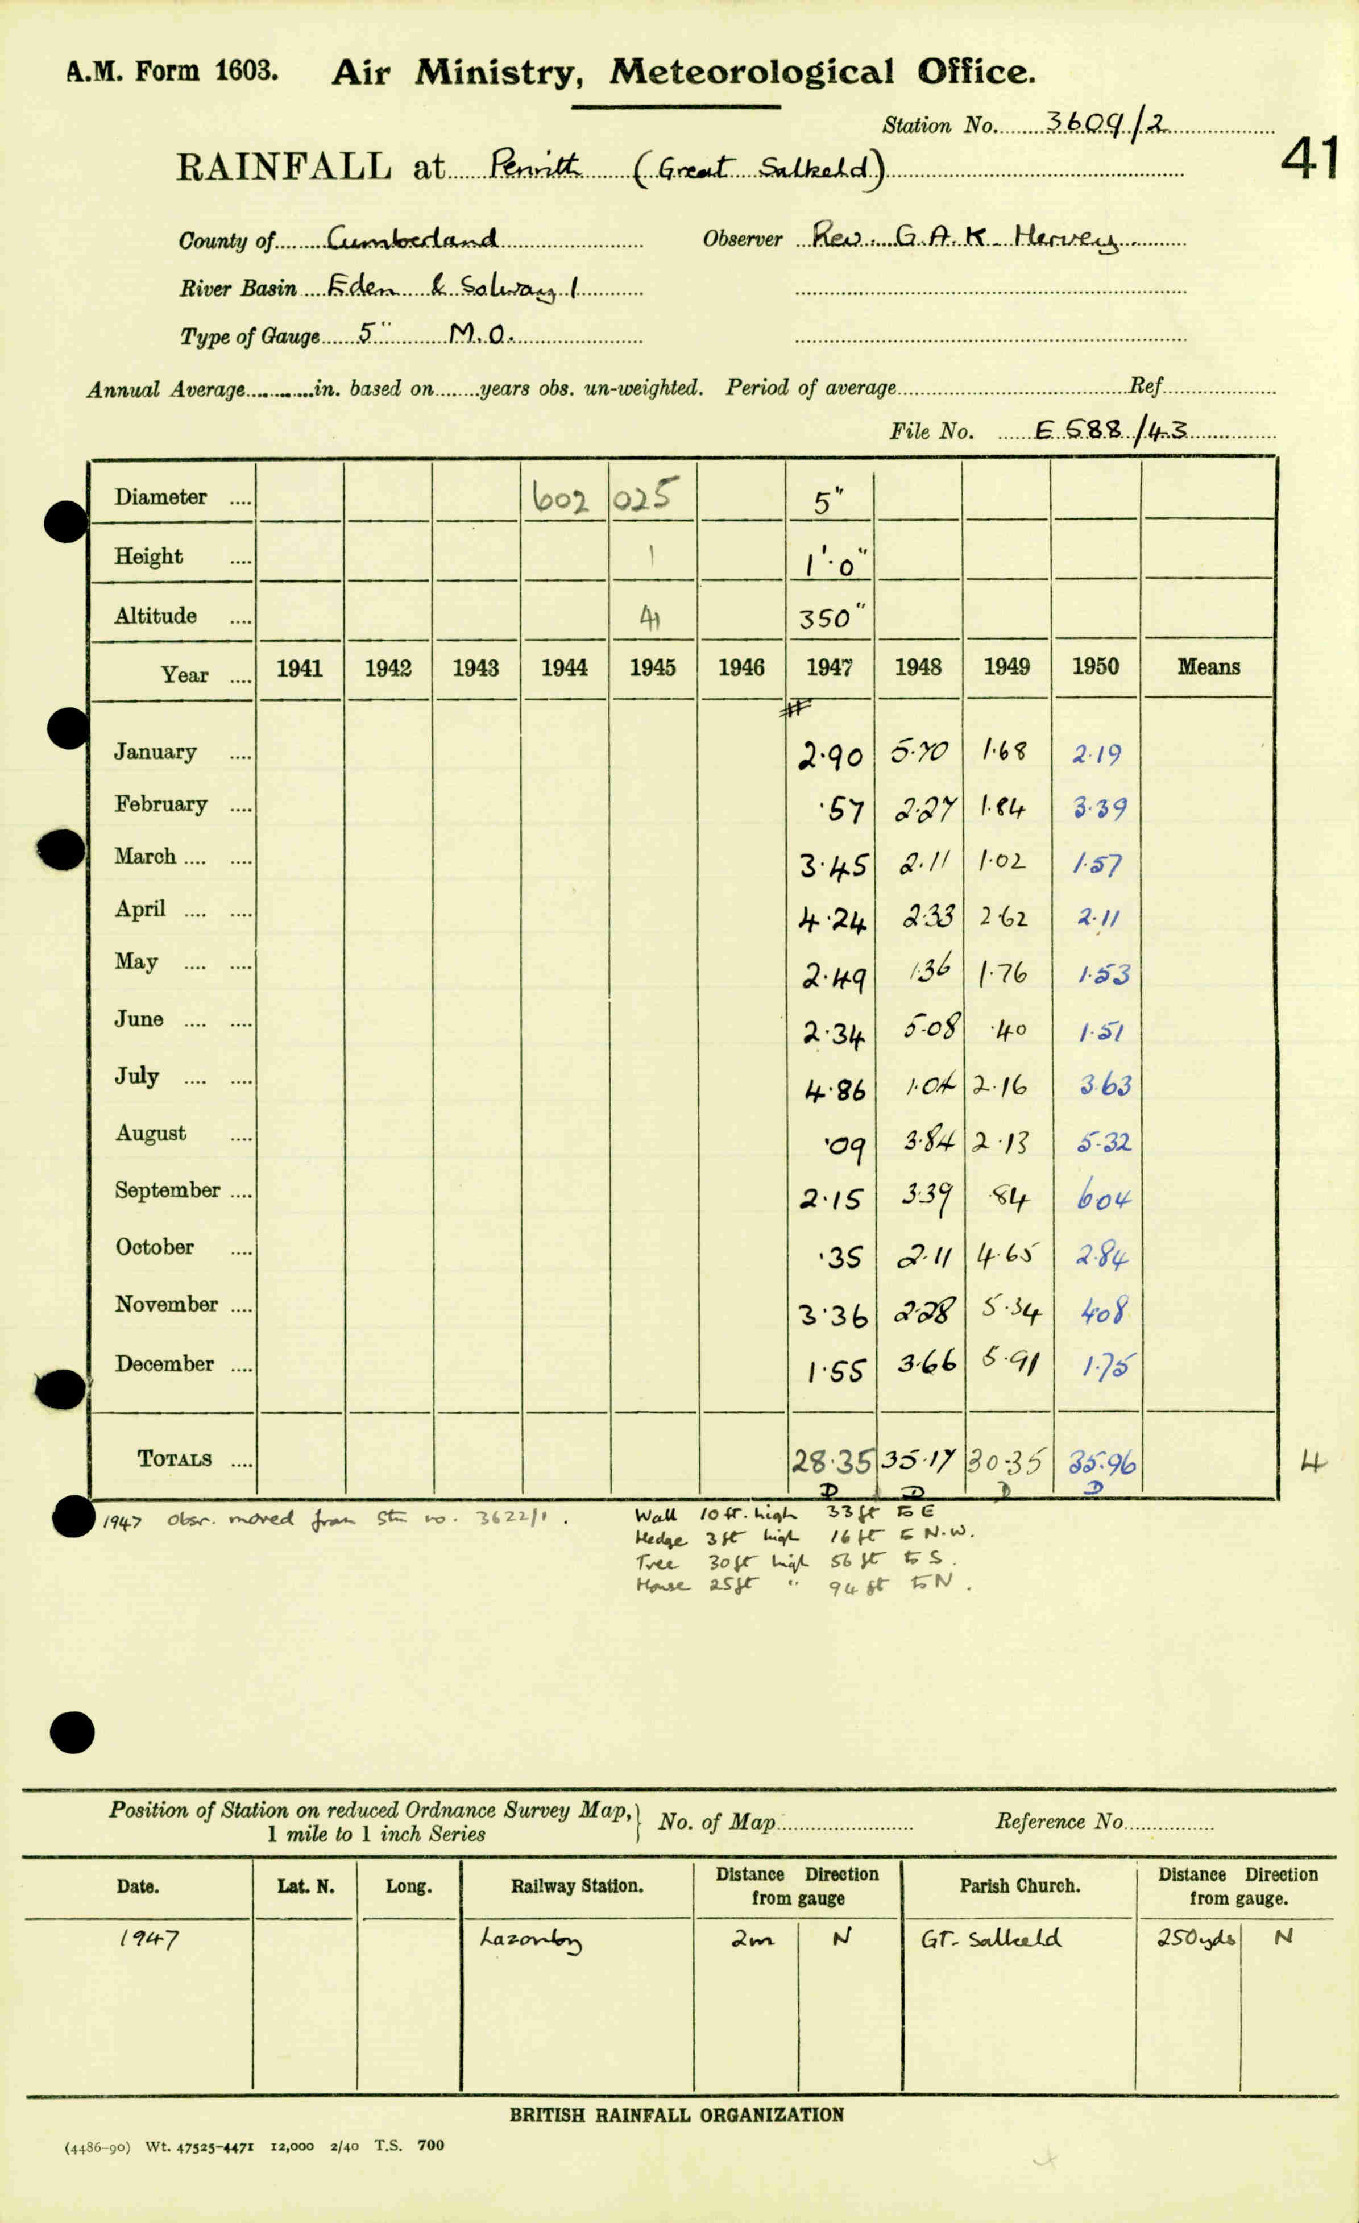 A.M. Form 1603. Air Ministry, Meteorological Office.
Station No. 3609/2
41
RAINFALL at Penrith (Great Salkeld)
County of Cumberland Observer Rev. G.A.K. Hervey
River Basin Eden & Solway 1
Type of Gauge 5" M.O.
Annual Average............in. based on........years obs. un-weighted. Period of average........ Ref........
File No. E 588/43
Diameter .... 602 025 5"
Height .... 1 1'.0"
Altitude .... 41 350"
Year .... 1941 1942 1943 1944 1945 1946 1947 1948 1949 1950 Means
#
January .... 2.90 5.70 1.68 2.19
February .... .57 2.27 1.84 3.39
March .... .... 3.45 2.11 1.02 1.57
April .... .... 4.24 2.33 2.62 2.11
May .... .... 2.49 1.36 1.76 1.53
June .... .... 2.34 5.08 .40 1.51
July .... .... 4.86 1.04 2.16 3.63
August .... .09 3.84 2.13 5.32
September .... 2.15 3.39 .84 6.04
October .... .35 2.11 4.65 2.84
November .... 3.36 2.28 5.34 4.08
December .... 1.55 3.66 5.91 1.75
TOTALS .... 28.35 35.17 30.35 35.96 4
D D D D
1947 obsr. moved from Stn no. 3622/1. Wall 10 ft. high 33 ft to E
Hedge 3 ft high 16 ft to N.W.
Tree 30 ft high 56 ft to S.
House 25 ft " 94 ft to N.
Position of Station on reduced Ordnance Survey Map, } No. of Map........ Reference No........
1 mile to 1 inch Series
Date. Lat. N. Long. Railway Station. Distance Direction from gauge Parish Church. Distance Direction from gauge.
1947 Lazonby 2m N GT. Salkeld 250 yds N
BRITISH RAINFALL ORGANIZATION
(4486-90) Wt. 47525-4471 12,000 2/40 T.S. 700